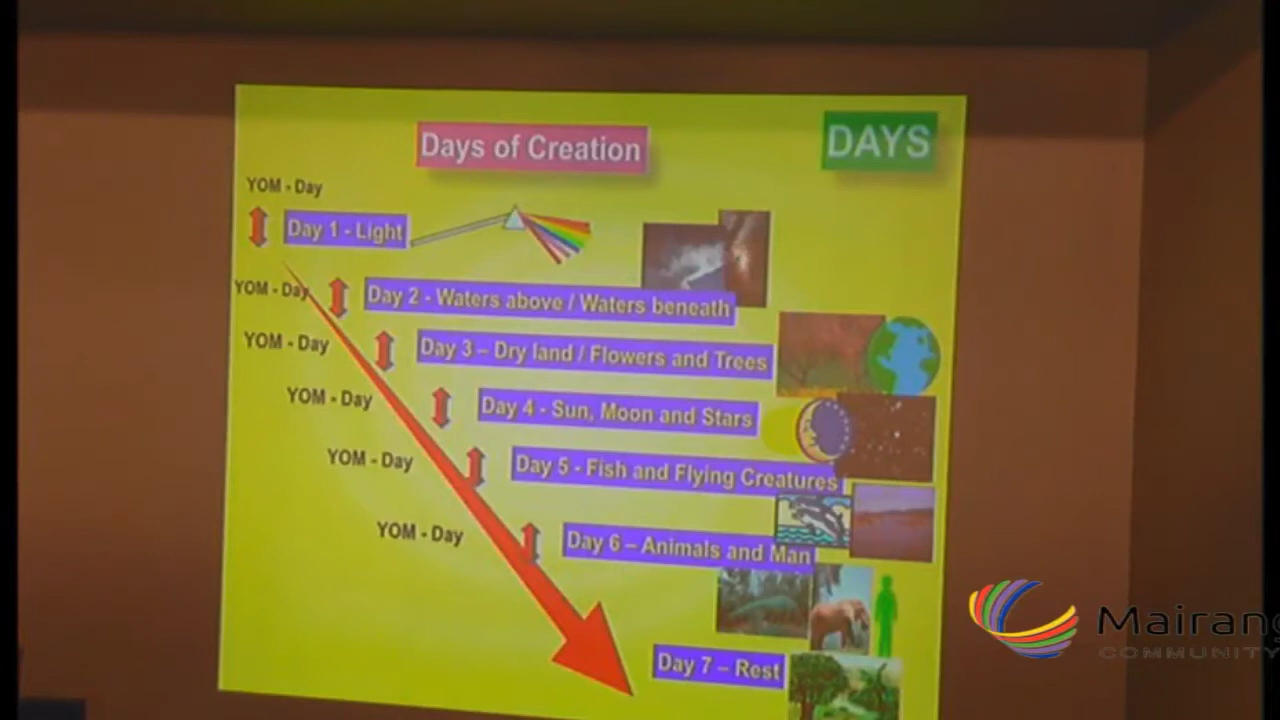 Days of Creation
DAYS
YOM - Day
Day 1 - Light
YOM - Day
Day 2 - Waters above / Waters beneath
YOM - Day
Day 3 – Dry land / Flowers and Trees
YOM - Day
Day 4 - Sun, Moon and Stars
YOM - Day
Day 5 - Fish and Flying Creatures
YOM - Day
Day 6 – Animals and Man
Day 7 – Rest
Mairan
COMMUNITY